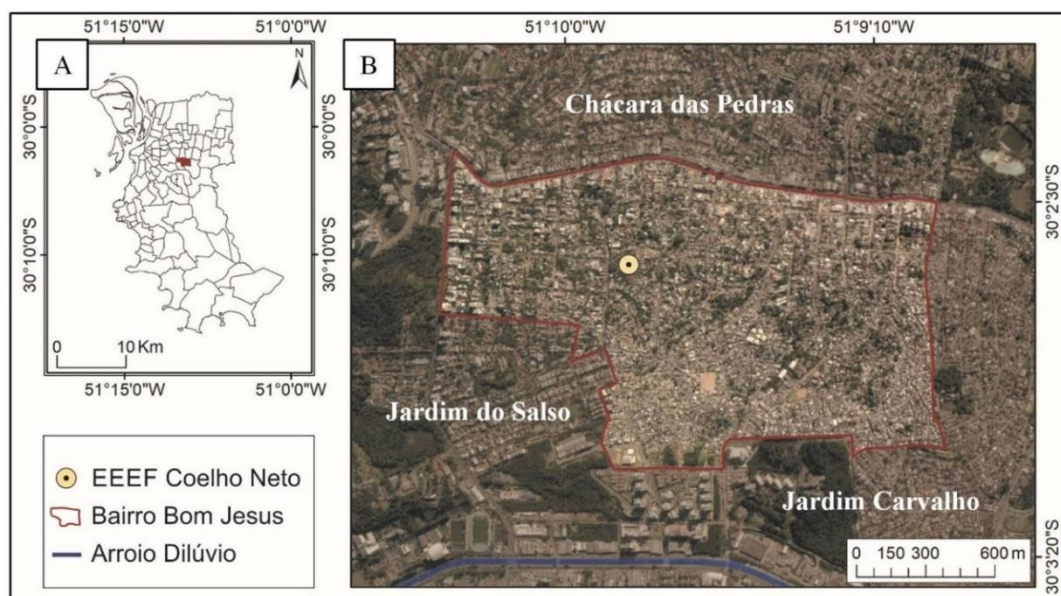 51°15'0"W 51°0'0"W
A
N
30°0'0"S
30°0'0"S
30°10'0"S
30°10'0"S
0 10 Km
51°15'0"W 51°0'0"W
EEEF Coelho Neto
Bairro Bom Jesus
Arroio Dilúvio
51°10'0"W 51°9'10"W
B
Chácara das Pedras
30°2'30"S
Jardim do Salso
Jardim Carvalho
30°3'20"S
0 150 300 600 m